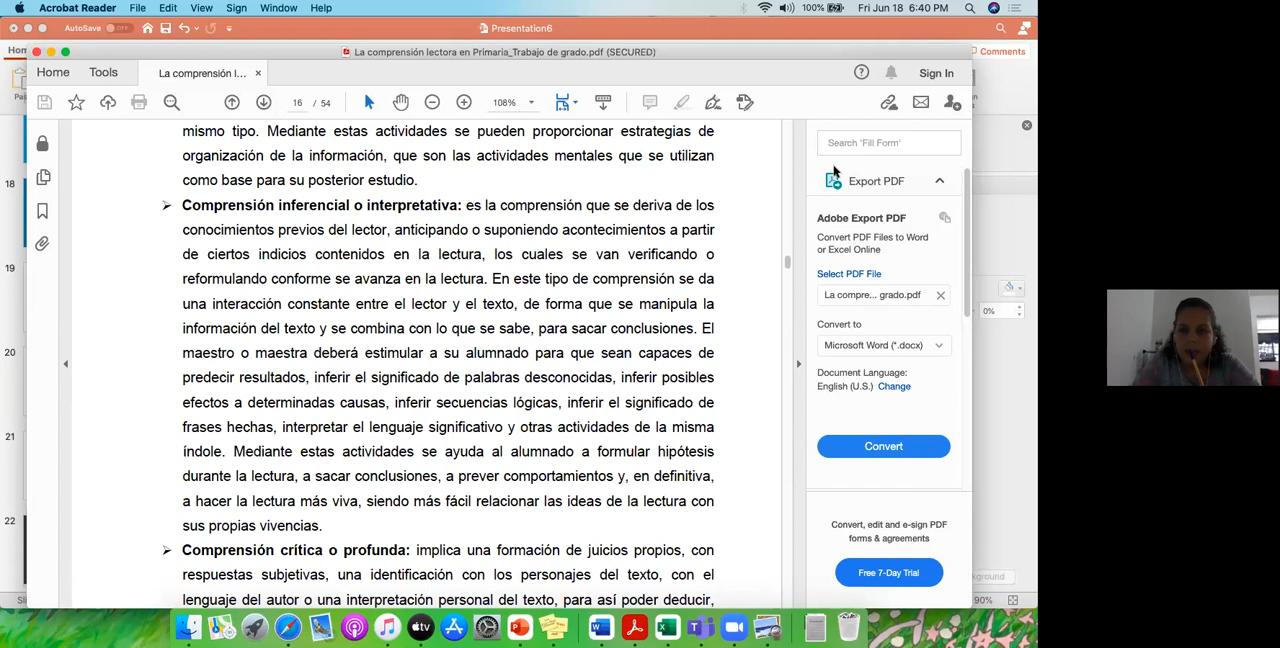 Acrobat Reader File Edit View Sign Window Help 100% Fri Jun 18 6:40 PM
AutoSave OFF Presentation6
La comprensión lectora en Primaria_Trabajo de grado.pdf (SECURED)
Comments
Home Tools La comprensión l... × Sign In
16 / 54 108%
mismo tipo. Mediante estas actividades se pueden proporcionar estrategias de
organización de la información, que son las actividades mentales que se utilizan
como base para su posterior estudio.
➢ Comprensión inferencial o interpretativa: es la comprensión que se deriva de los
conocimientos previos del lector, anticipando o suponiendo acontecimientos a partir
de ciertos indicios contenidos en la lectura, los cuales se van verificando o
reformulando conforme se avanza en la lectura. En este tipo de comprensión se da
una interacción constante entre el lector y el texto, de forma que se manipula la
información del texto y se combina con lo que se sabe, para sacar conclusiones. El
maestro o maestra deberá estimular a su alumnado para que sean capaces de
predecir resultados, inferir el significado de palabras desconocidas, inferir posibles
efectos a determinadas causas, inferir secuencias lógicas, inferir el significado de
frases hechas, interpretar el lenguaje significativo y otras actividades de la misma
índole. Mediante estas actividades se ayuda al alumnado a formular hipótesis
durante la lectura, a sacar conclusiones, a prever comportamientos y, en definitiva,
a hacer la lectura más viva, siendo más fácil relacionar las ideas de la lectura con
sus propias vivencias.
➢ Comprensión crítica o profunda: implica una formación de juicios propios, con
respuestas subjetivas, una identificación con los personajes del texto, con el
lenguaje del autor o una interpretación personal del texto, para así poder deducir,
Search 'Fill Form'
Export PDF
Adobe Export PDF
Convert PDF Files to Word
or Excel Online
Select PDF File
La compre... grado.pdf
Convert to
Microsoft Word (*.docx)
Document Language:
English (U.S.) Change
Convert
Convert, edit and e-sign PDF
forms & agreements
Free 7-Day Trial
18
19
20
21
22
0%
90%
tv